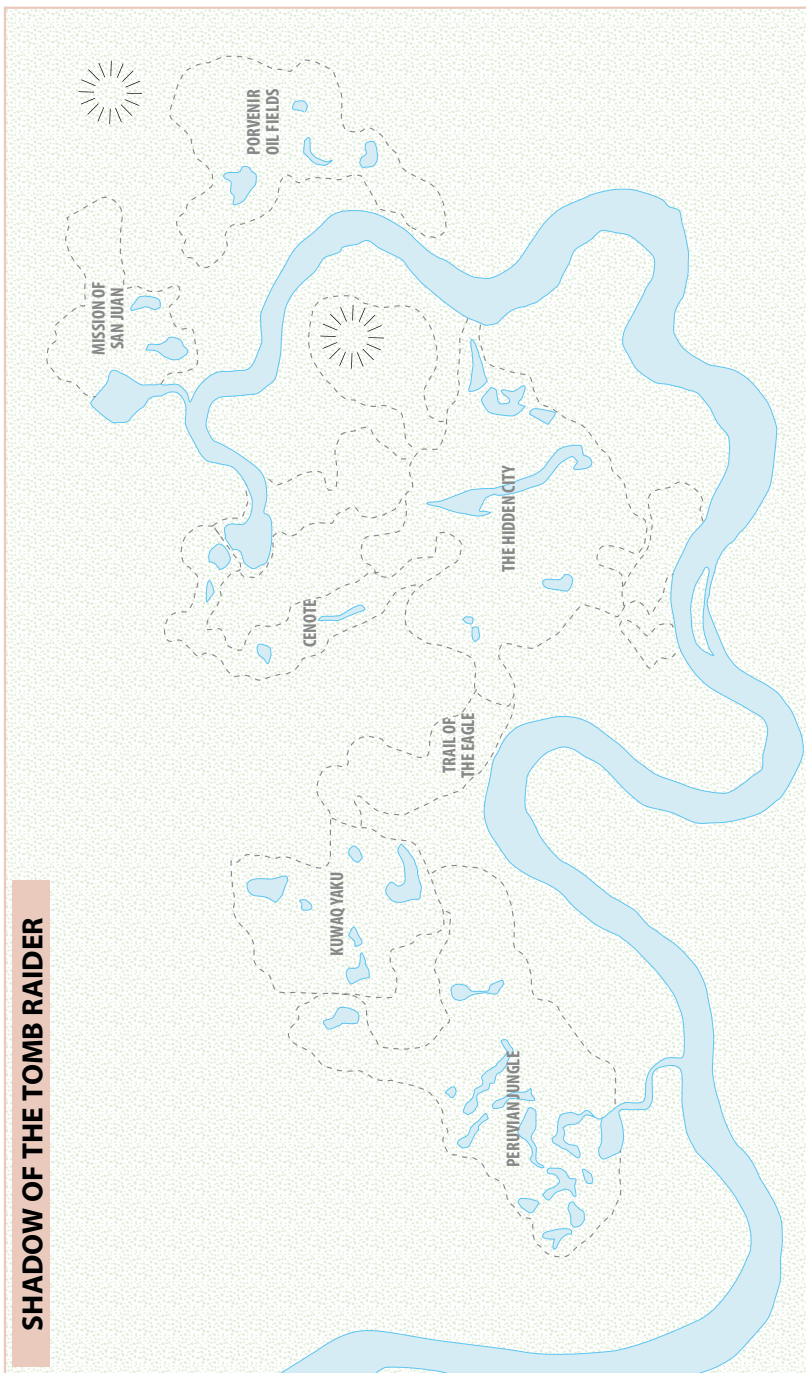 SHADOW OF THE TOMB RAIDER
PERUVIAN JUNGLE
KUWAQ YAKU
TRAIL OF
THE EAGLE
CENOTE
THE HIDDEN CITY
MISSION OF
SAN JUAN
PORVENIR
OIL FIELDS